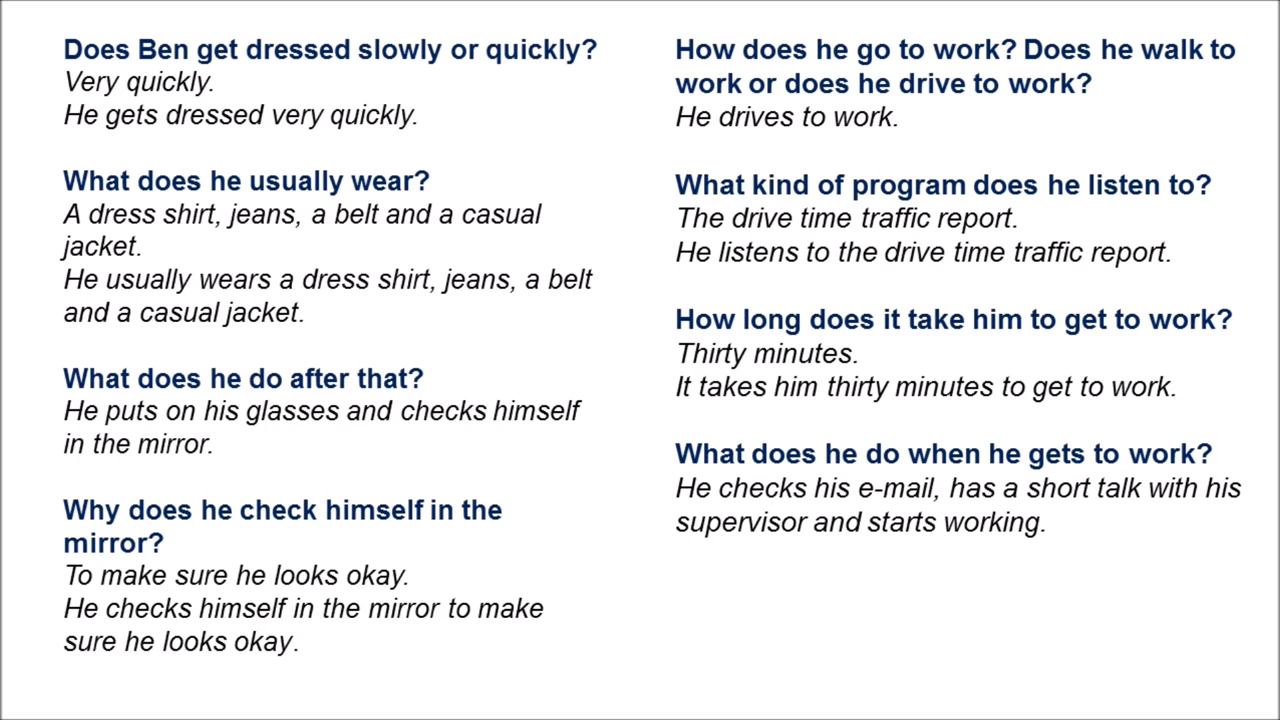 Does Ben get dressed slowly or quickly?
Very quickly.
He gets dressed very quickly.
What does he usually wear?
A dress shirt, jeans, a belt and a casual
jacket.
He usually wears a dress shirt, jeans, a belt
and a casual jacket.
What does he do after that?
He puts on his glasses and checks himself
in the mirror.
Why does he check himself in the
mirror?
To make sure he looks okay.
He checks himself in the mirror to make
sure he looks okay.
How does he go to work? Does he walk to
work or does he drive to work?
He drives to work.
What kind of program does he listen to?
The drive time traffic report.
He listens to the drive time traffic report.
How long does it take him to get to work?
Thirty minutes.
It takes him thirty minutes to get to work.
What does he do when he gets to work?
He checks his e-mail, has a short talk with his
supervisor and starts working.